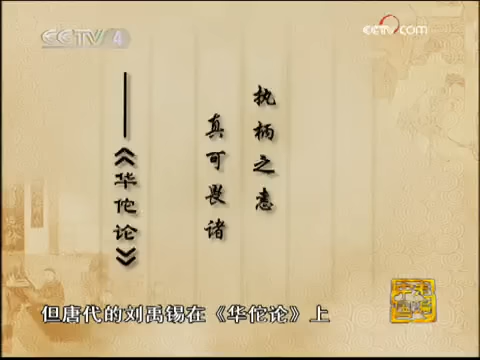 CCTV 4
cctv.com
执柄之恚
真可畏诸
——《华佗论》
但唐代的刘禹锡在《华佗论》上